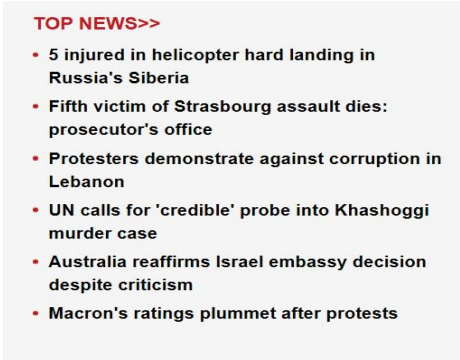 TOP NEWS>>
• 5 injured in helicopter hard landing in
Russia's Siberia
• Fifth victim of Strasbourg assault dies:
prosecutor's office
• Protesters demonstrate against corruption in
Lebanon
• UN calls for 'credible' probe into Khashoggi
murder case
• Australia reaffirms Israel embassy decision
despite criticism
• Macron's ratings plummet after protests